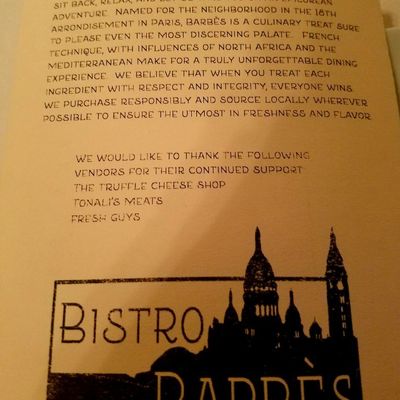 SIT BACK, RELAX, AND
ADVENTURE. NAMED FOR THE NEIGHBORHOOD IN THE 18TH
ARRONDISEMENT IN PARIS, BARBÈS IS A CULINARY TREAT SURE
TO PLEASE EVEN THE MOST DISCERNING PALATE. FRENCH
TECHNIQUE, WITH INFLUENCES OF NORTH AFRICA AND THE
MEDITERRANEAN MAKE FOR A TRULY UNFORGETTABLE DINING
EXPERIENCE. WE BELIEVE THAT WHEN YOU TREAT EACH
INGREDIENT WITH RESPECT AND INTEGRITY, EVERYONE WINS.
WE PURCHASE RESPONSIBLY AND SOURCE LOCALLY WHEREVER
POSSIBLE TO ENSURE THE UTMOST IN FRESHNESS AND FLAVOR.
WE WOULD LIKE TO THANK THE FOLLOWING
VENDORS FOR THEIR CONTINUED SUPPORT:
THE TRUFFLE CHEESE SHOP
TONALI'S MEATS
FRESH GUYS
BISTRO
BARBÈS